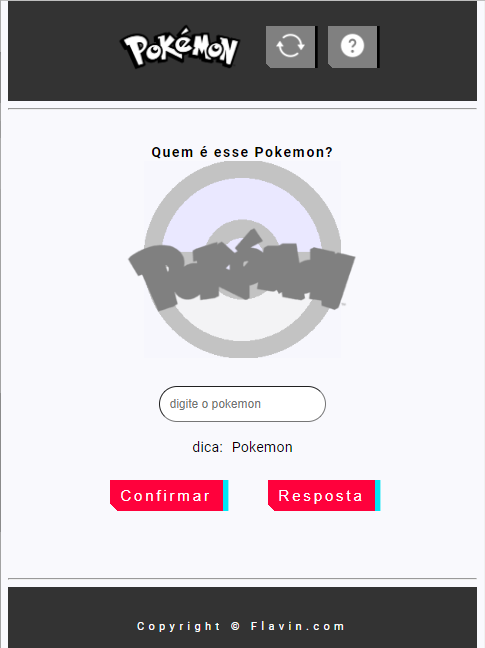 POKÉMON
?
Quem é esse Pokemon?
Pokémon
digite o pokemon
dica: Pokemon
Confirmar
Resposta
Copyright © Flavin.com